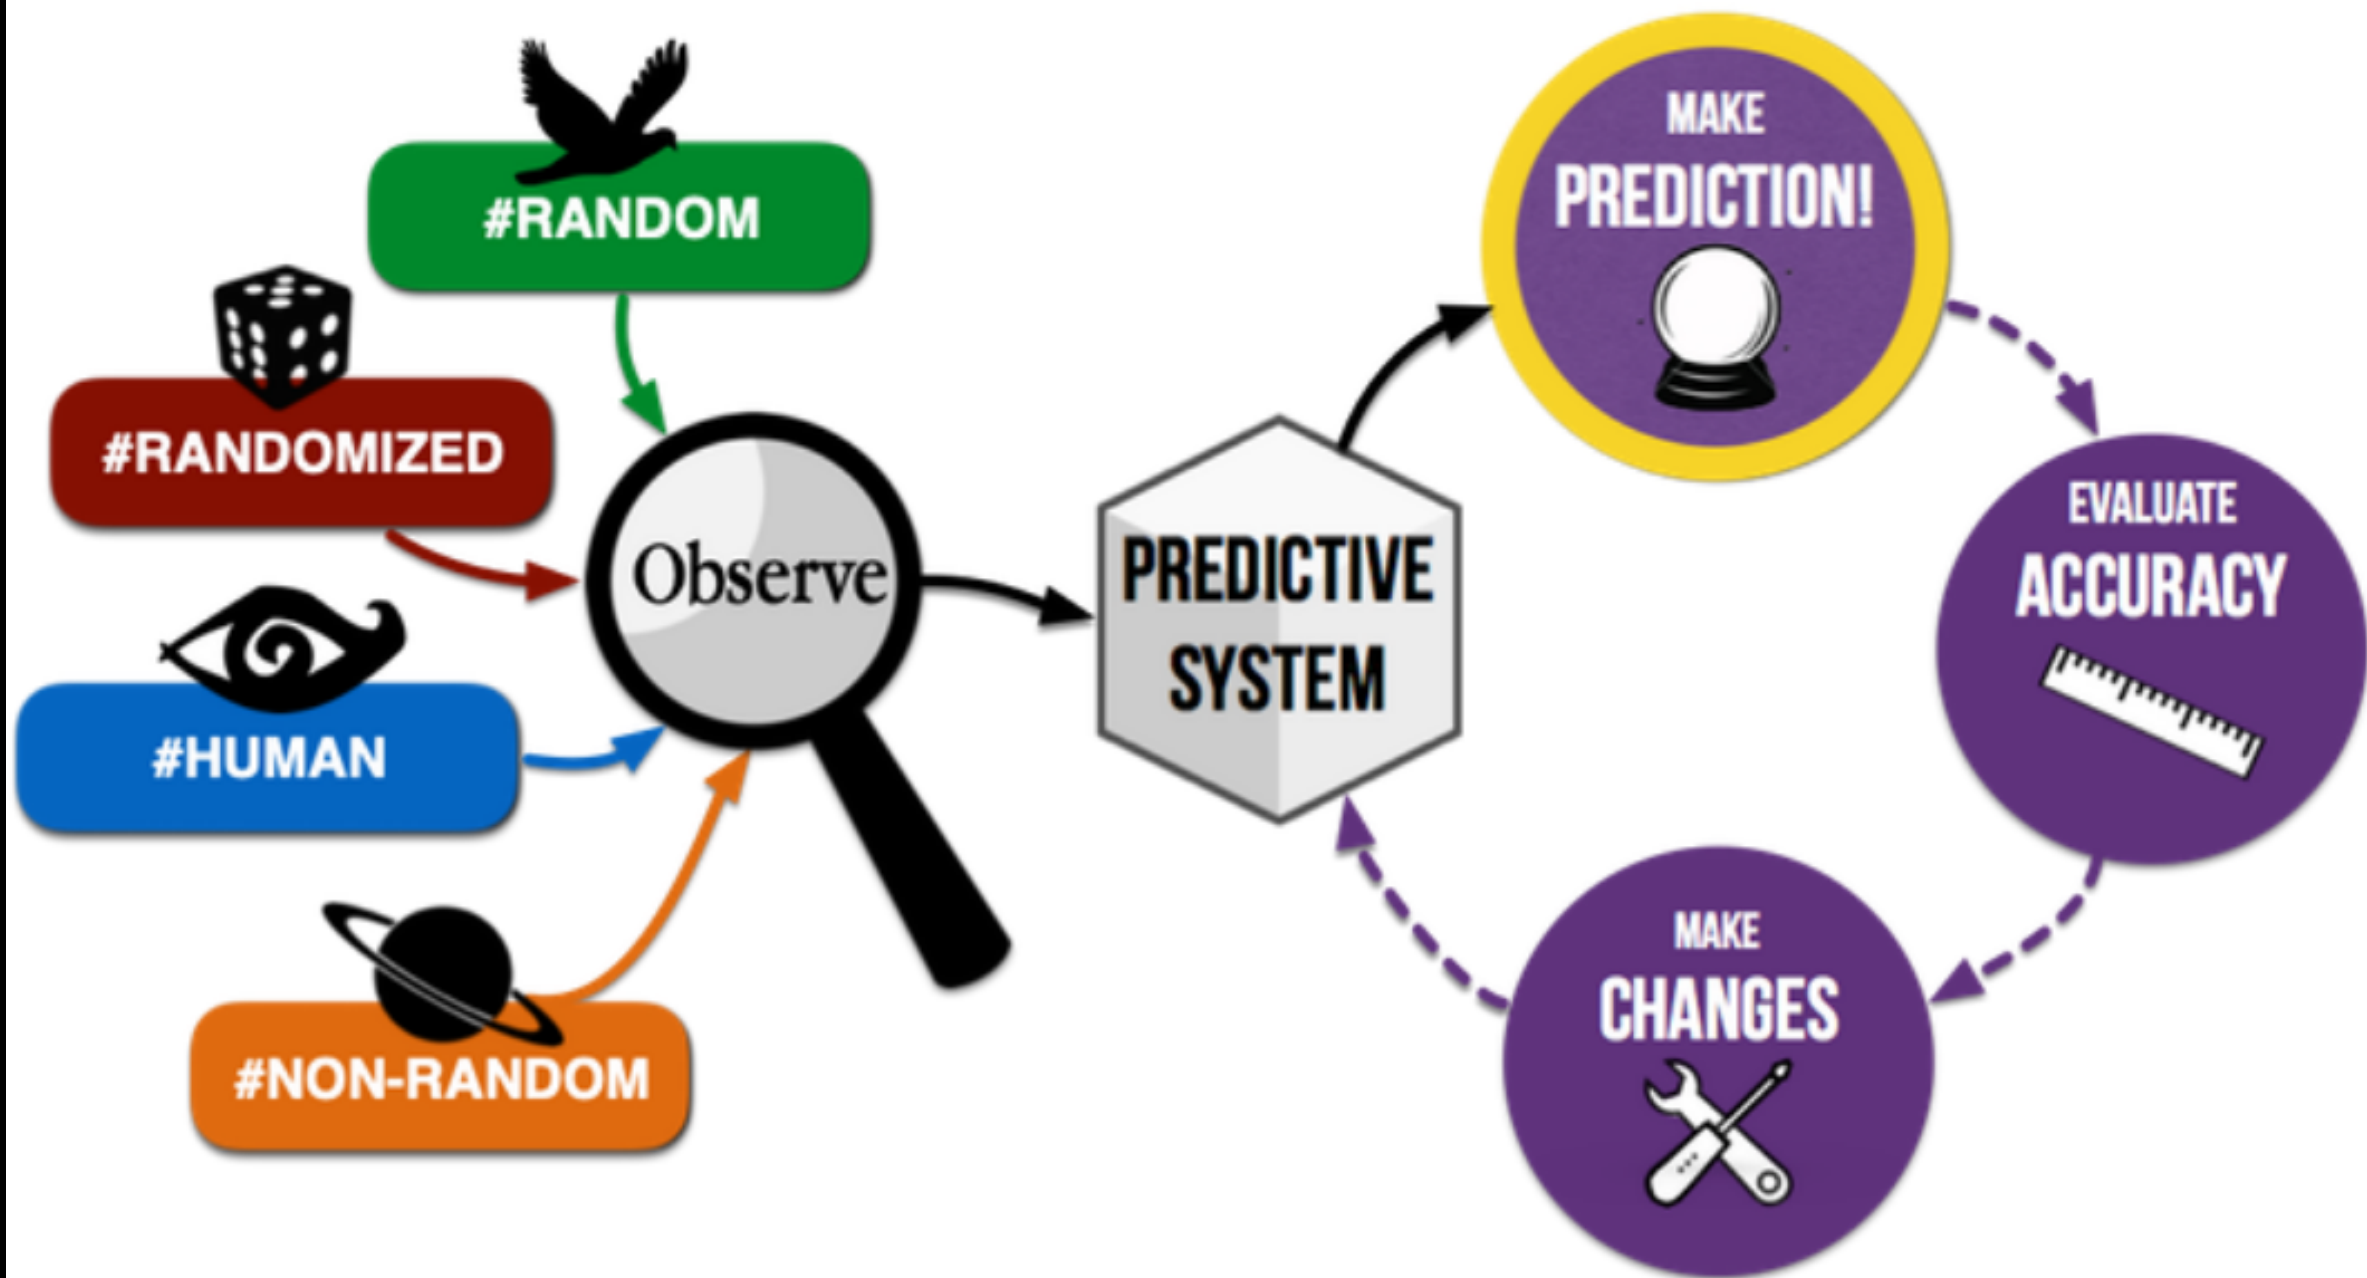 #RANDOM
#RANDOMIZED
#HUMAN
#NON-RANDOM
Observe
PREDICTIVE
SYSTEM
MAKE
PREDICTION!
EVALUATE
ACCURACY
MAKE
CHANGES